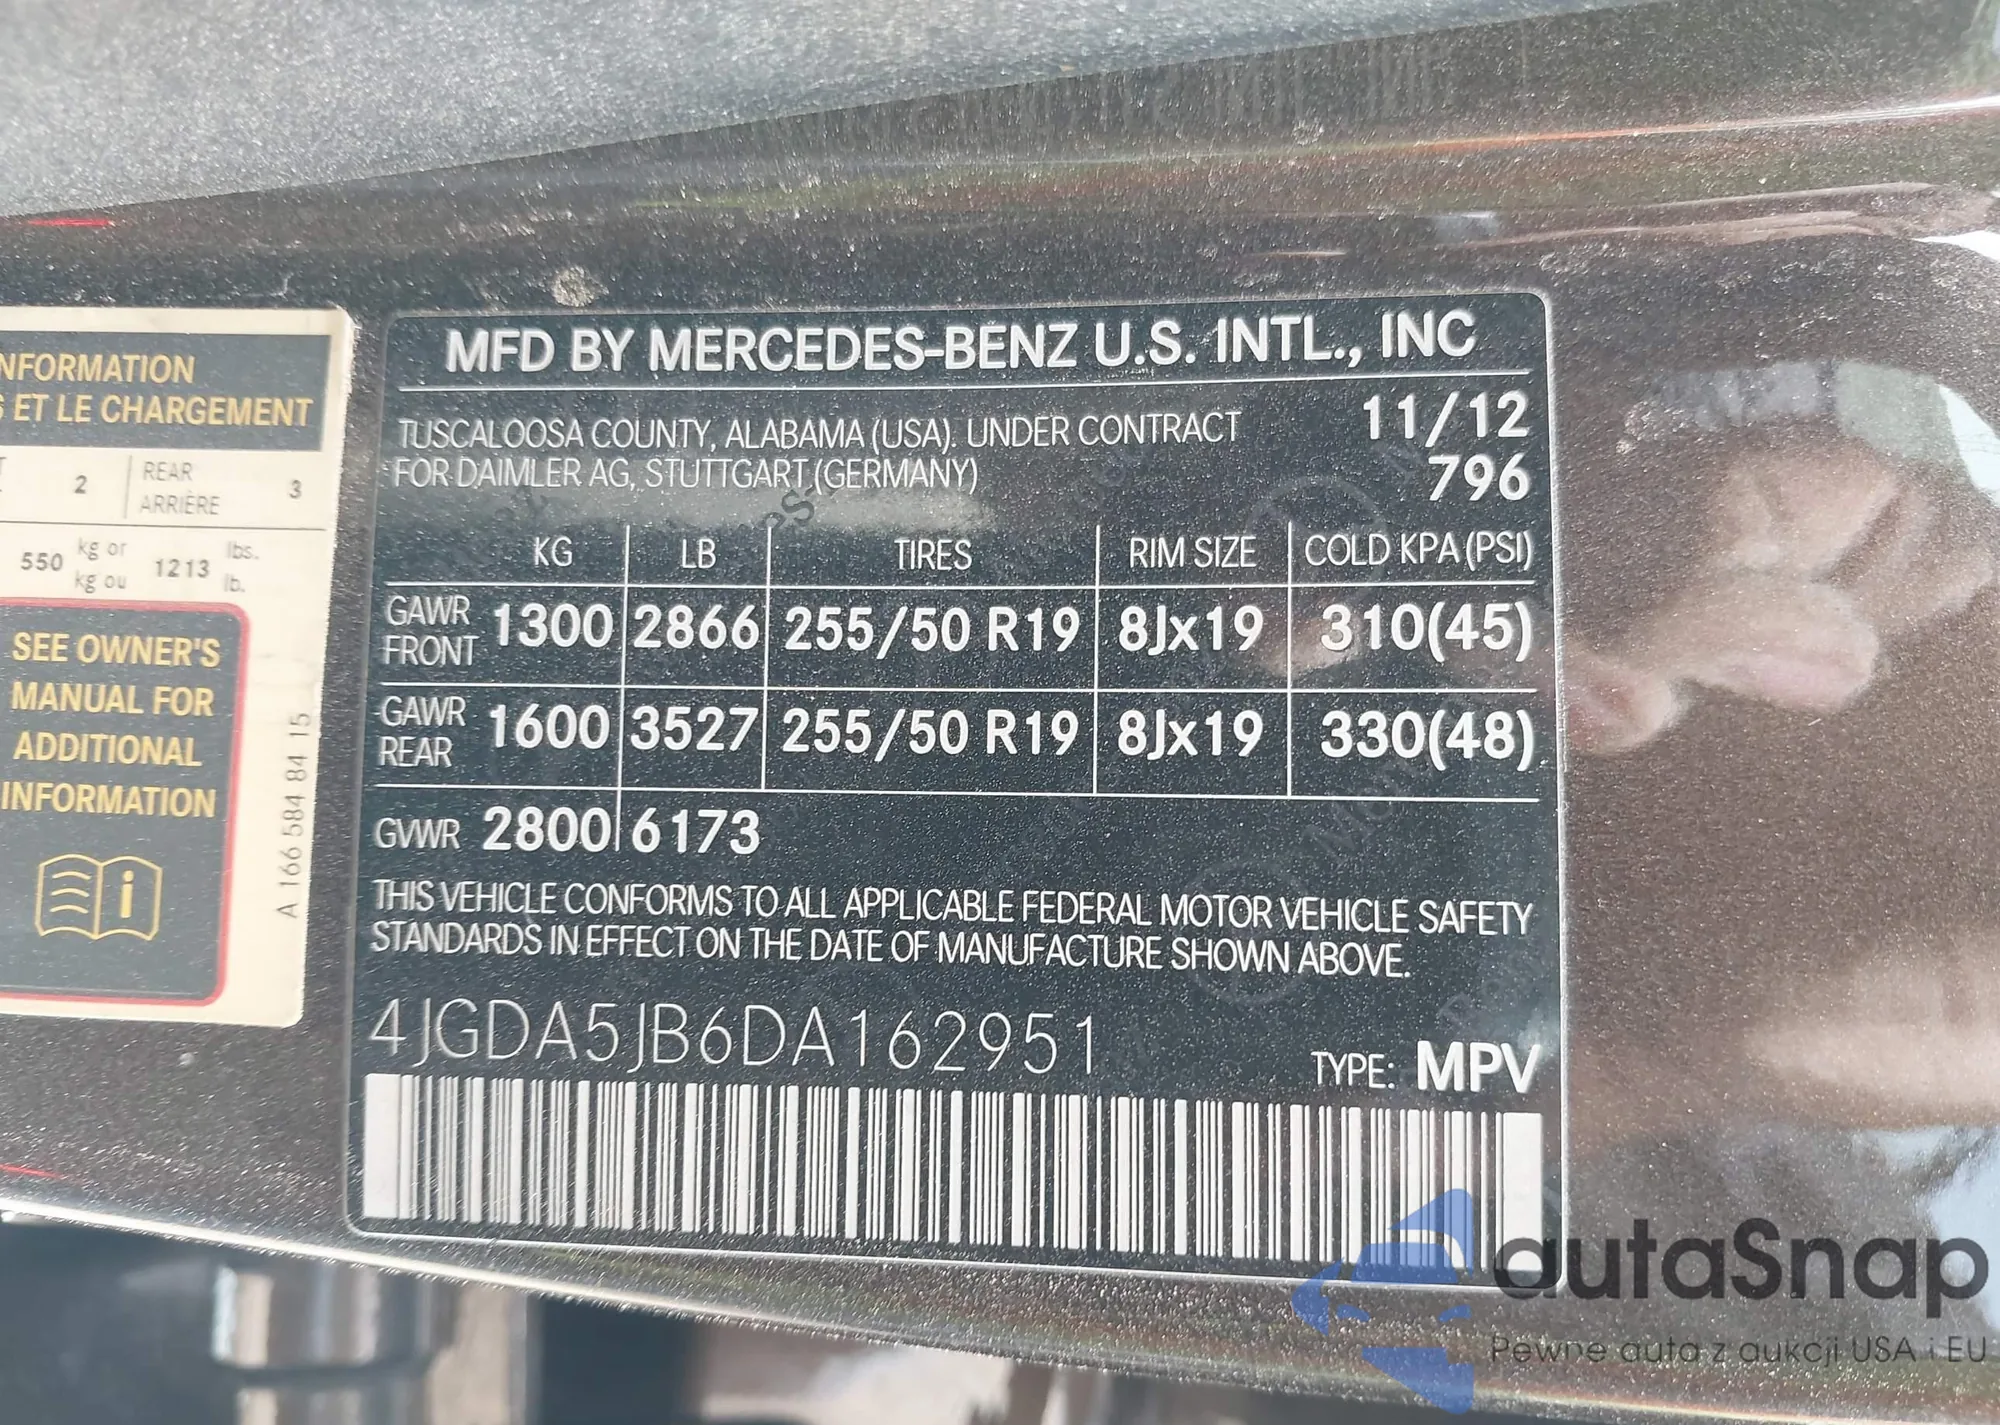 NFORMATION
ET LE CHARGEMENT
2 REAR 3
ARRIÈRE
550 kg or 1213 lbs.
kg ou lb.
SEE OWNER'S
MANUAL FOR
ADDITIONAL
INFORMATION
i
A 166 584 84 15
MFD BY MERCEDES-BENZ U.S. INTL., INC
TUSCALOOSA COUNTY, ALABAMA (USA). UNDER CONTRACT 11/12
FOR DAIMLER AG, STUTTGART (GERMANY) 796
KG LB TIRES RIM SIZE COLD KPA (PSI)
GAWR FRONT 1300 2866 255/50 R19 8Jx19 310(45)
GAWR REAR 1600 3527 255/50 R19 8Jx19 330(48)
GVWR 2800 6173
THIS VEHICLE CONFORMS TO ALL APPLICABLE FEDERAL MOTOR VEHICLE SAFETY
STANDARDS IN EFFECT ON THE DATE OF MANUFACTURE SHOWN ABOVE.
4JGDA5JB6DA162951
TYPE: MPV
autaSnap
Pewne auta z aukcji USA i EU